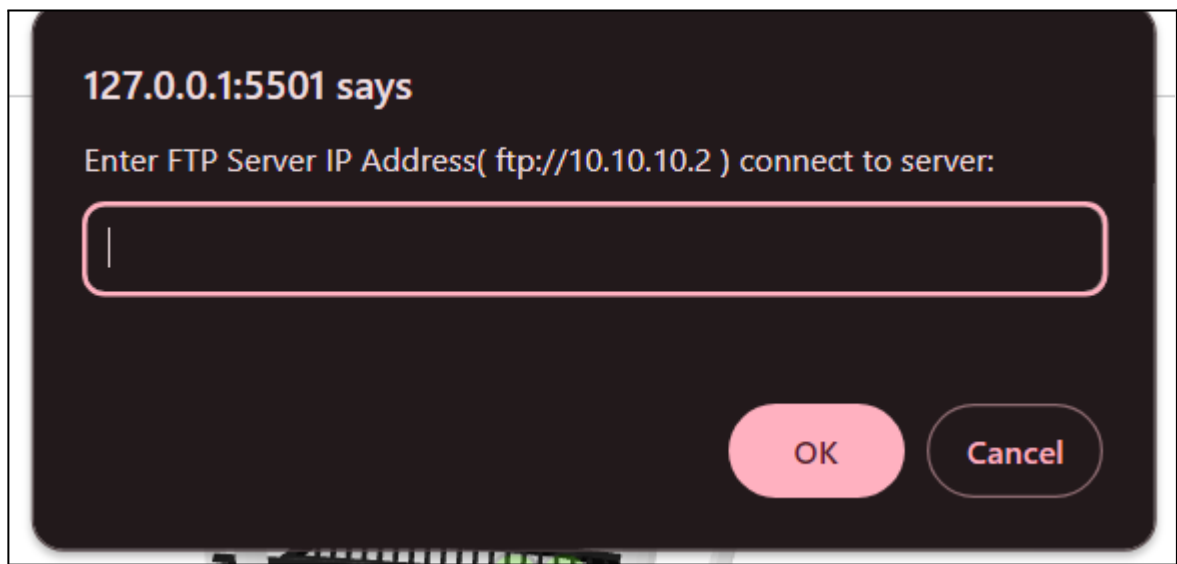 127.0.0.1:5501 says
Enter FTP Server IP Address( ftp://10.10.10.2 ) connect to server:
OK Cancel